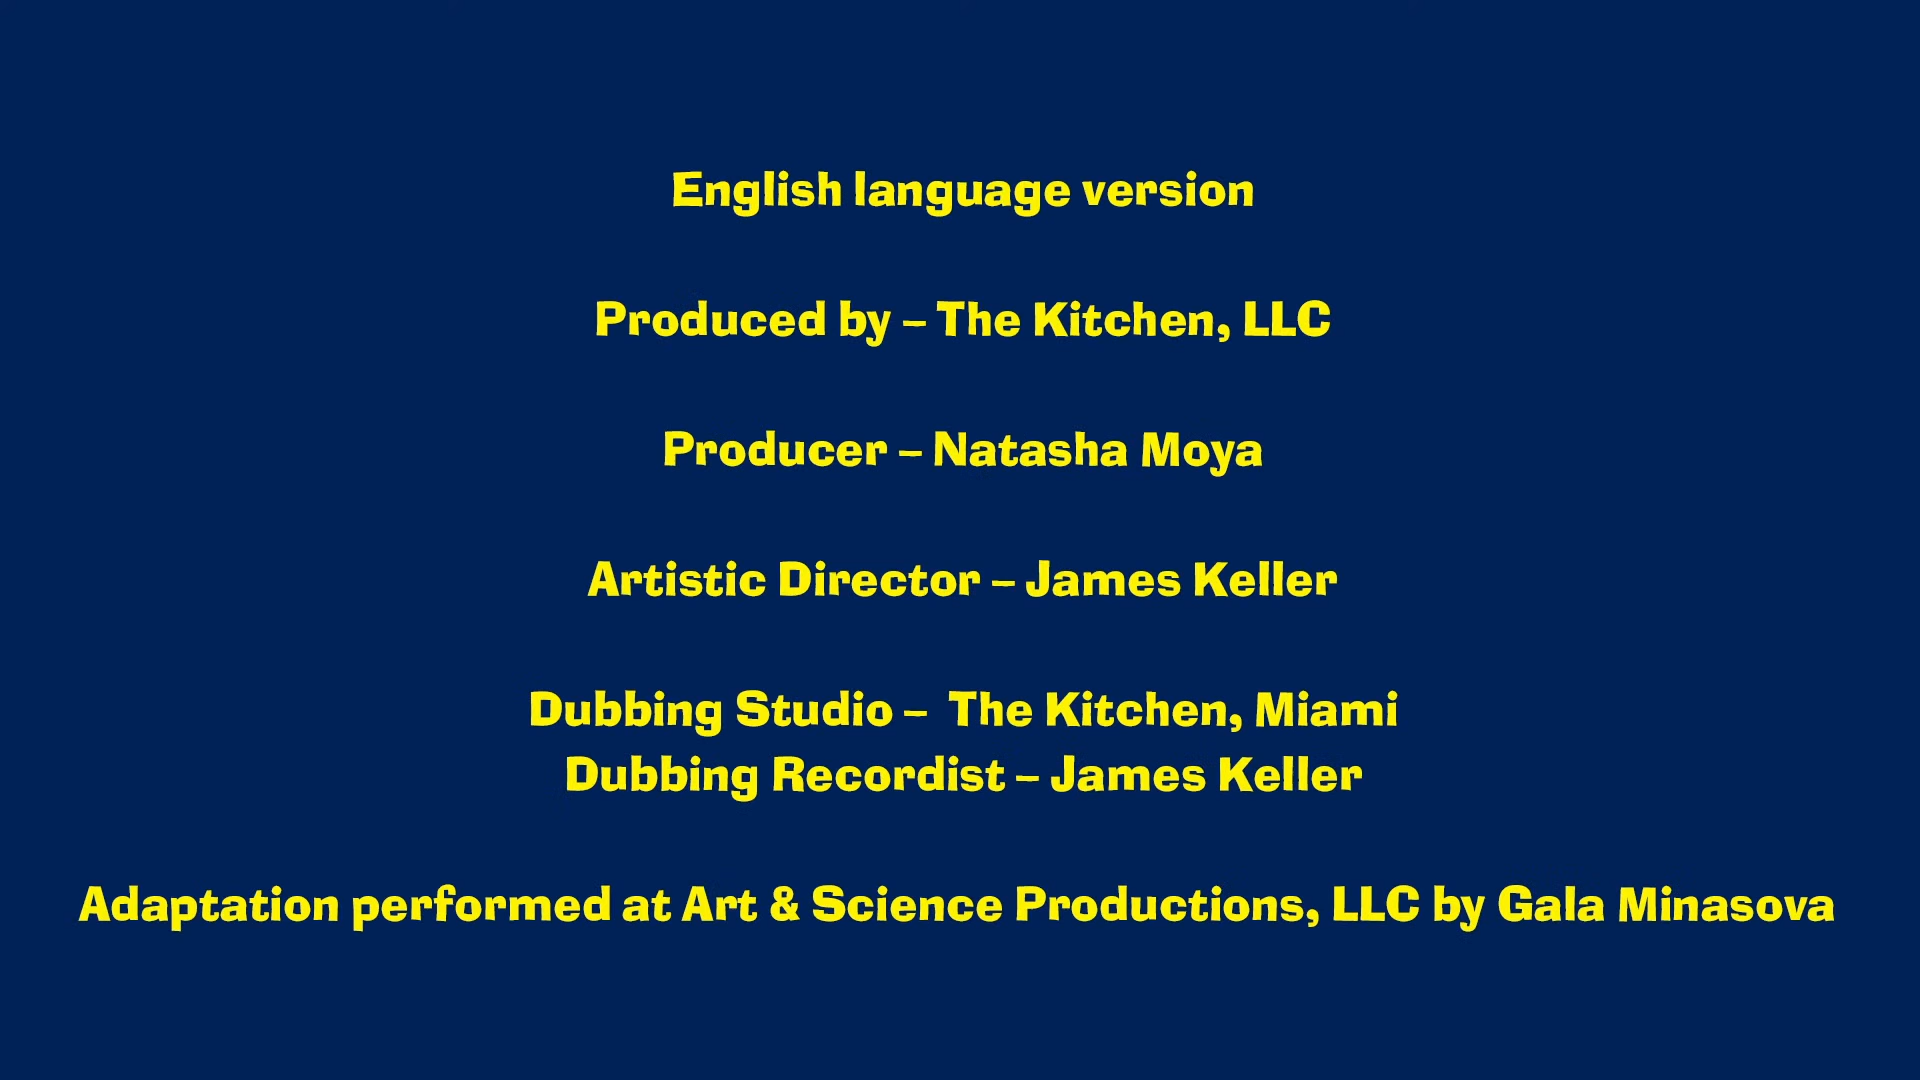 English language version
Produced by – The Kitchen, LLC
Producer – Natasha Moya
Artistic Director – James Keller
Dubbing Studio –  The Kitchen, Miami
Dubbing Recordist – James Keller
Adaptation performed at Art & Science Productions, LLC by Gala Minasova